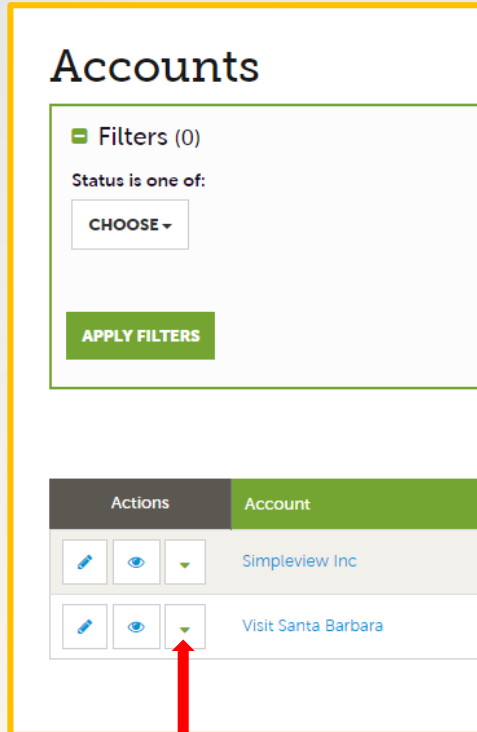 Accounts
Filters (0)
Status is one of:
CHOOSE
APPLY FILTERS
Actions Account
Simpleview Inc
Visit Santa Barbara